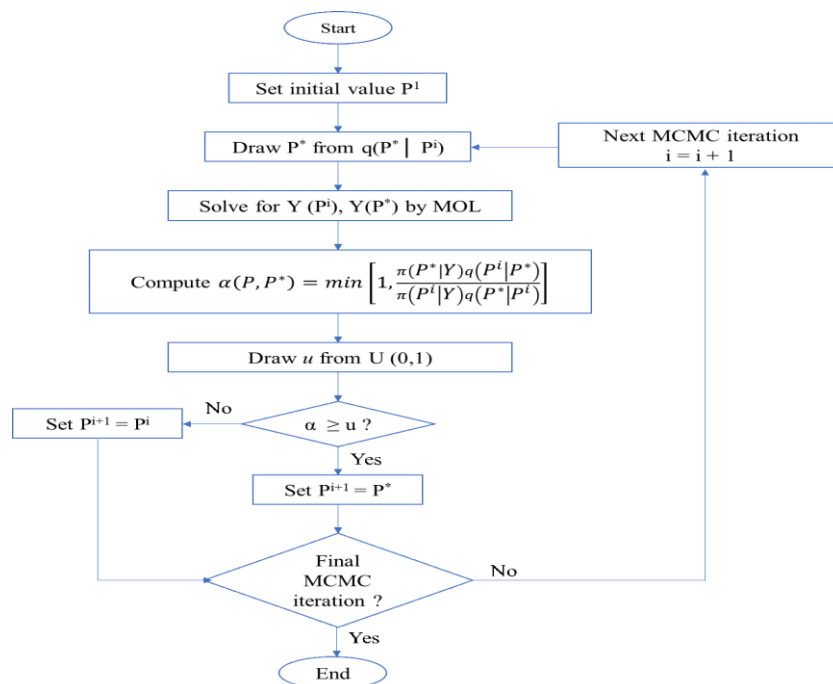 Start
Set initial value P¹
Draw P* from q(P* | Pⁱ)
Next MCMC iteration
i = i + 1
Solve for Y (Pⁱ), Y(P*) by MOL
Compute α(P, P*) = min [1, π(P*|Y)q(Pⁱ|P*) / π(Pⁱ|Y)q(P*|Pⁱ)]
Draw u from U (0,1)
No
Set Pⁱ⁺¹ = Pⁱ
α ≥ u ?
Yes
Set Pⁱ⁺¹ = P*
Final
MCMC
iteration ?
No
Yes
End